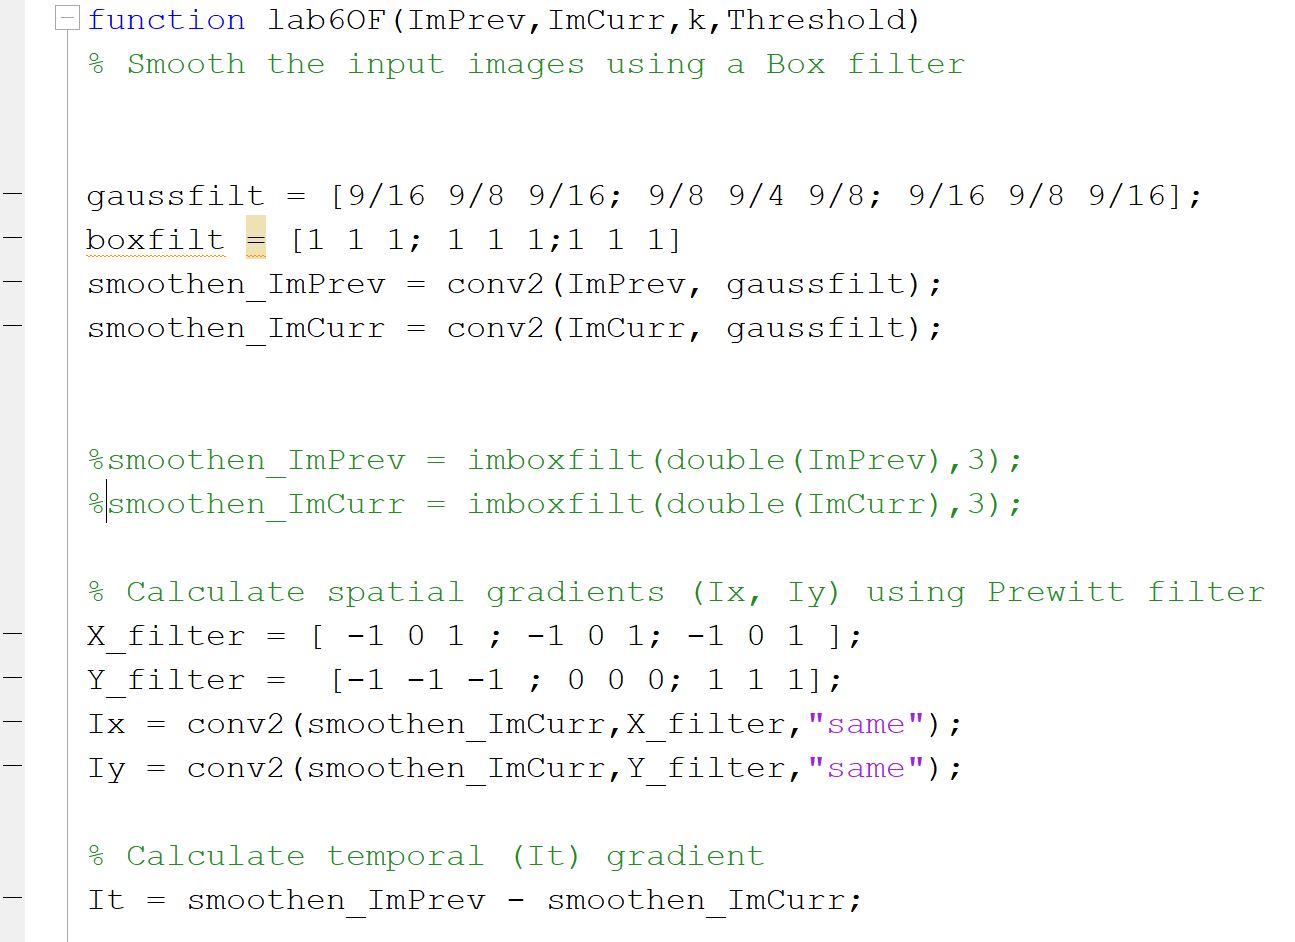 function lab6OF(ImPrev,ImCurr,k,Threshold)
% Smooth the input images using a Box filter
gaussfilt = [9/16 9/8 9/16; 9/8 9/4 9/8; 9/16 9/8 9/16];
boxfilt = [1 1 1; 1 1 1;1 1 1]
smoothen_ImPrev = conv2(ImPrev, gaussfilt);
smoothen_ImCurr = conv2(ImCurr, gaussfilt);
%smoothen_ImPrev = imboxfilt(double(ImPrev),3);
%smoothen_ImCurr = imboxfilt(double(ImCurr),3);
% Calculate spatial gradients (Ix, Iy) using Prewitt filter
X_filter = [ -1 0 1 ; -1 0 1; -1 0 1 ];
Y_filter =  [-1 -1 -1 ; 0 0 0; 1 1 1];
Ix = conv2(smoothen_ImCurr,X_filter,"same");
Iy = conv2(smoothen_ImCurr,Y_filter,"same");
% Calculate temporal (It) gradient
It = smoothen_ImPrev - smoothen_ImCurr;